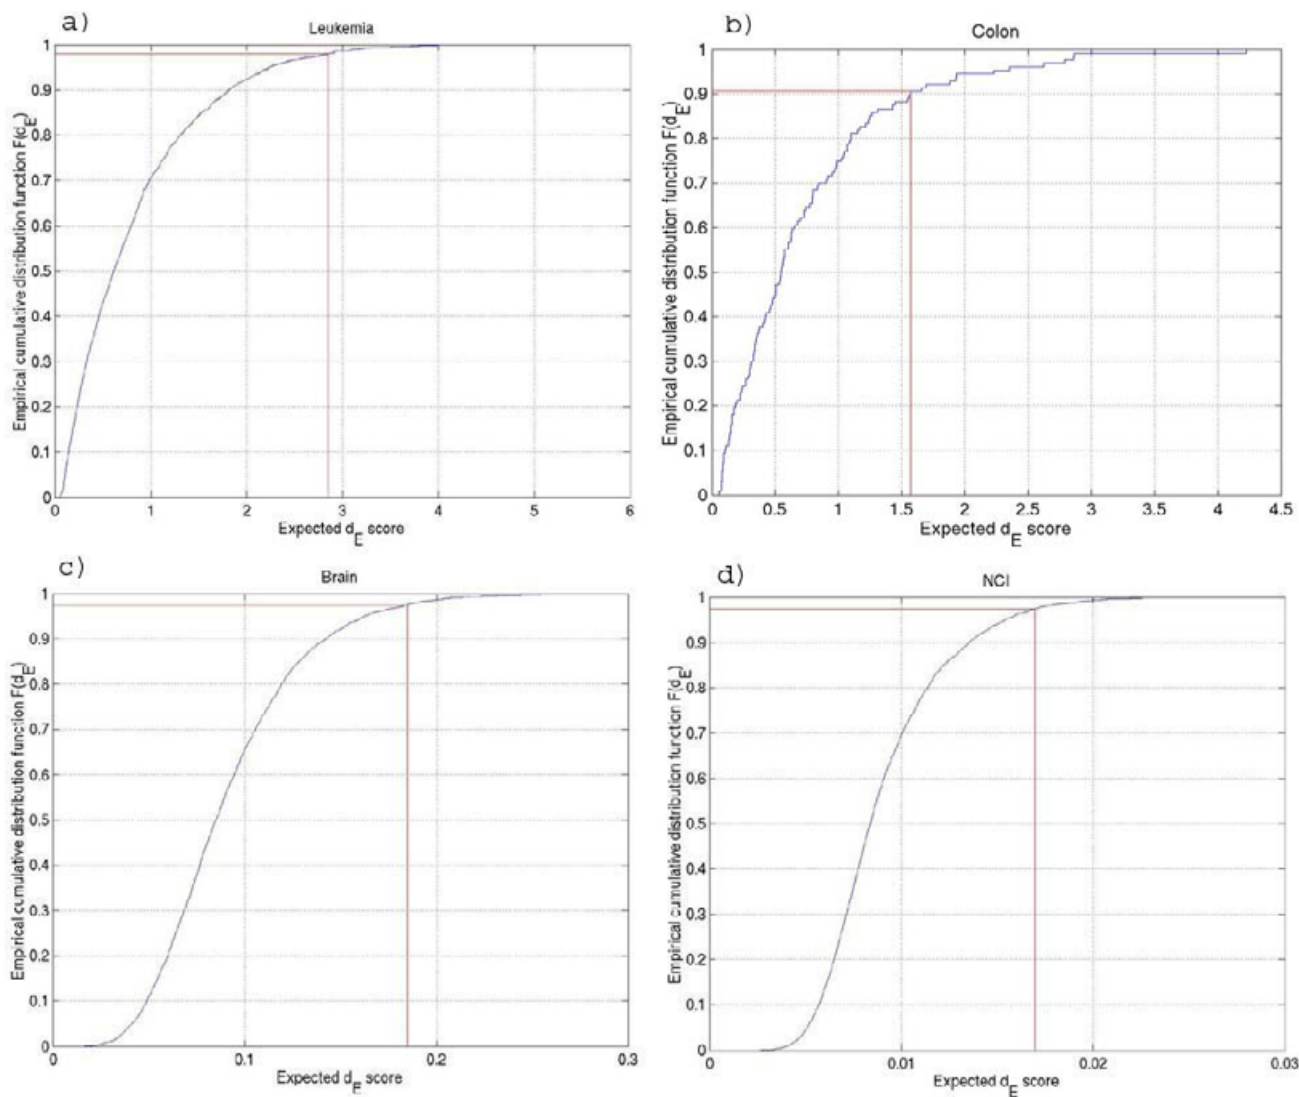 a)
Leukemia
Empirical cumulative distribution function F(d_E)
1
0.9
0.8
0.7
0.6
0.5
0.4
0.3
0.2
0.1
0
0 1 2 3 4 5 6
Expected d_E score
b)
Colon
Empirical cumulative distribution function F(d_E)
1
0.9
0.8
0.7
0.6
0.5
0.4
0.3
0.2
0.1
0
0 0.5 1 1.5 2 2.5 3 3.5 4 4.5
Expected d_E score
c)
Brain
Empirical cumulative distribution function F(d_E)
1
0.9
0.8
0.7
0.6
0.5
0.4
0.3
0.2
0.1
0
0 0.1 0.2 0.3
Expected d_E score
d)
NCI
Empirical cumulative distribution function F(d_E)
1
0.9
0.8
0.7
0.6
0.5
0.4
0.3
0.2
0.1
0
0 0.01 0.02 0.03
Expected d_E score